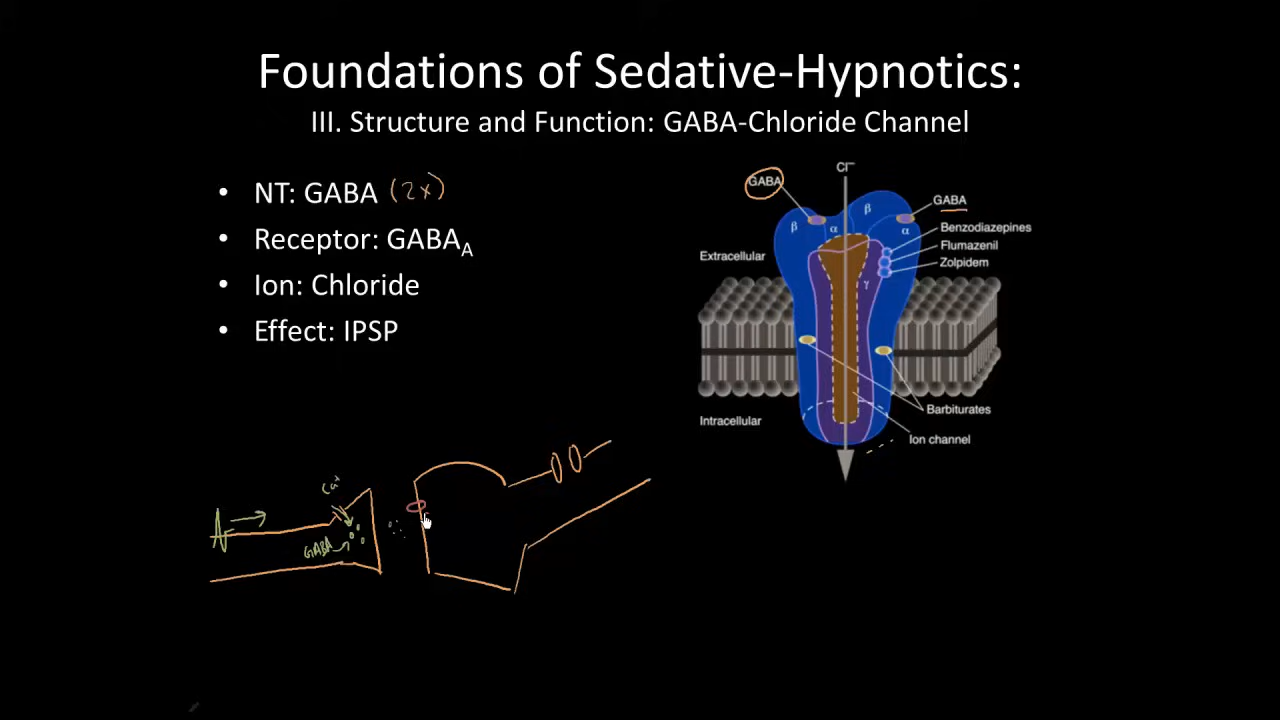 Foundations of Sedative-Hypnotics:
III. Structure and Function: GABA-Chloride Channel
• NT: GABA (2x)
• Receptor: GABAA
• Ion: Chloride
• Effect: IPSP
Cl−
GABA
GABA
β
β
α
α
Benzodiazepines
Flumazenil
Zolpidem
Extracellular
γ
Barbiturates
Intracellular
Ion channel
GABA